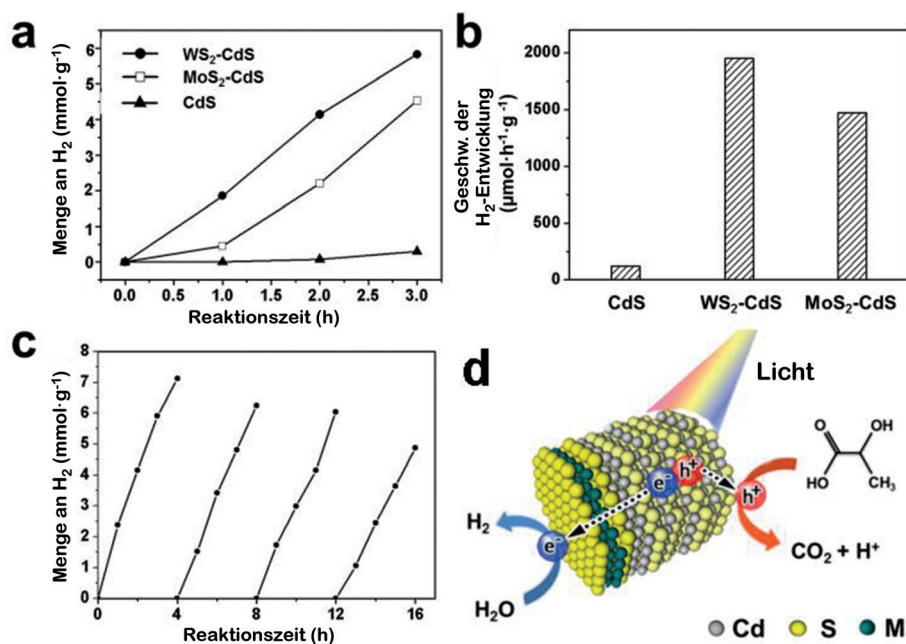 a
Menge an H₂ (mmol·g⁻¹)
6
5
4
3
2
1
0
WS₂-CdS
MoS₂-CdS
CdS
0.0 0.5 1.0 1.5 2.0 2.5 3.0
Reaktionszeit (h)
b
Geschw. der
H₂-Entwicklung
(µmol·h⁻¹·g⁻¹)
2000
1500
1000
500
0
CdS WS₂-CdS MoS₂-CdS
c
Menge an H₂ (mmol·g⁻¹)
8
7
6
5
4
3
2
1
0
0 4 8 12 16
Reaktionszeit (h)
d
Licht
O OH
HO CH₃
e⁻ h⁺
h⁺
H₂
e⁻
CO₂ + H⁺
H₂O
Cd S M